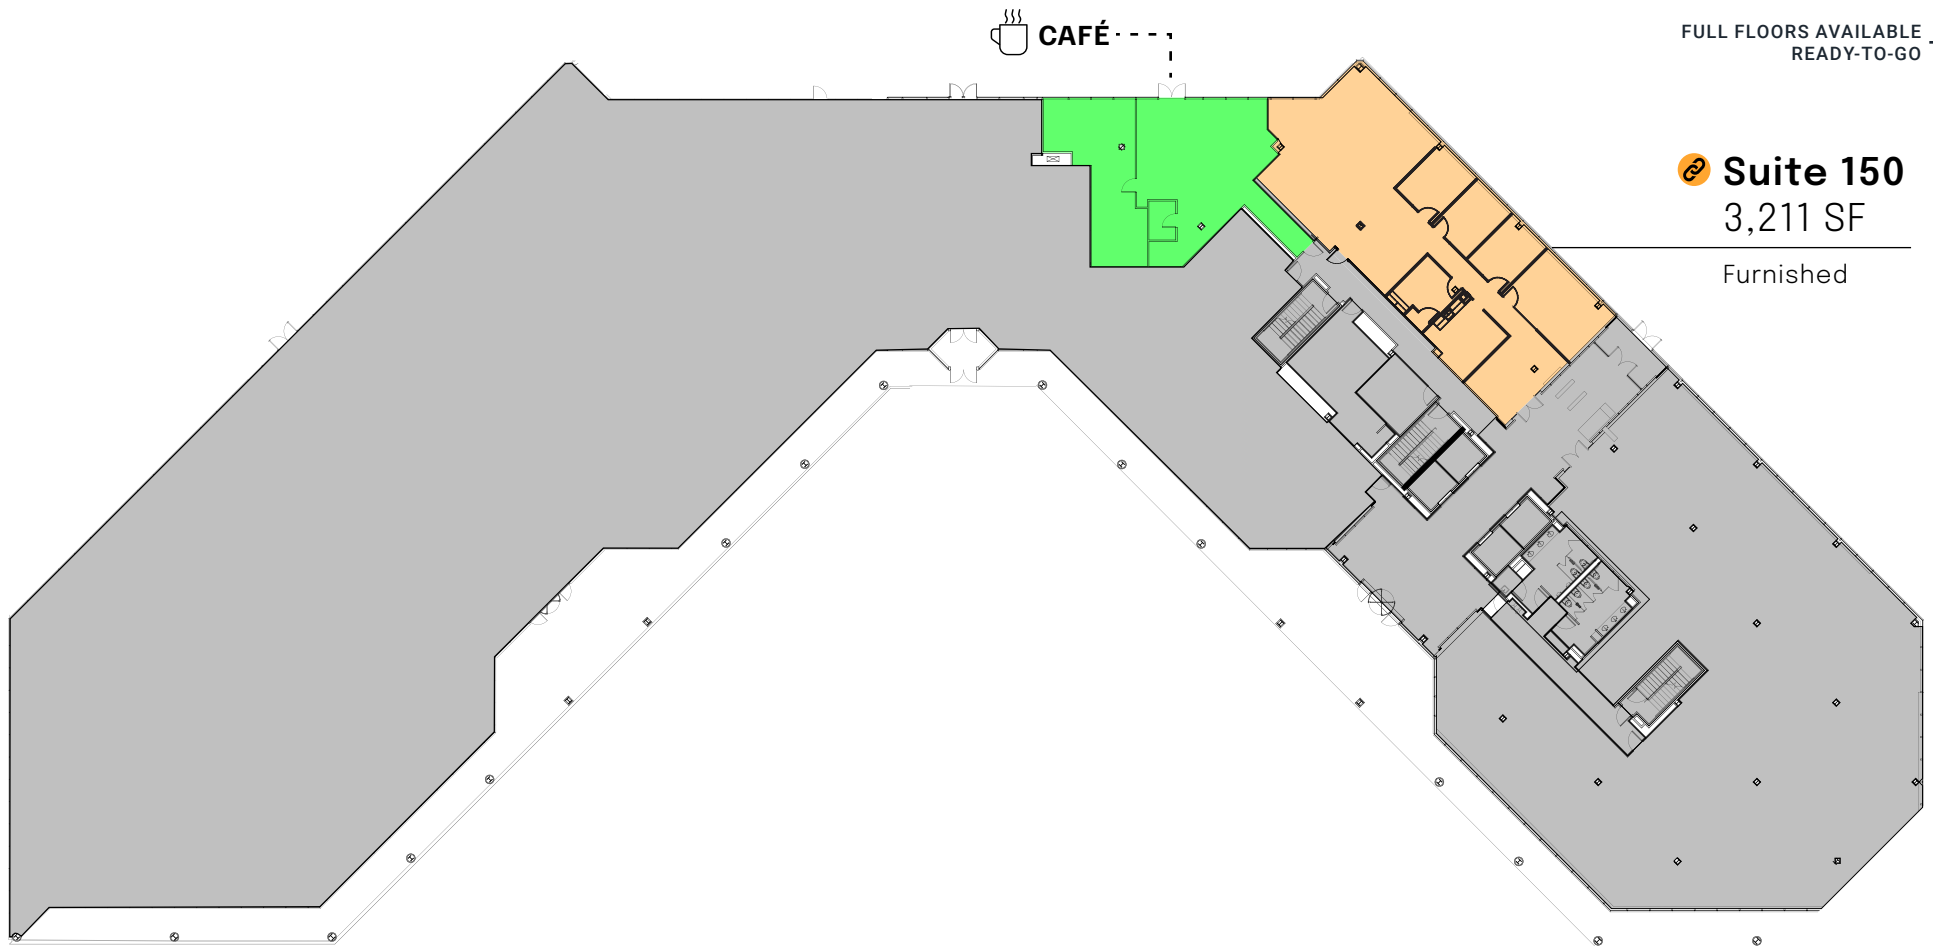 CAFÉ
FULL FLOORS AVAILABLE
READY-TO-GO
Suite 150
3,211 SF
Furnished